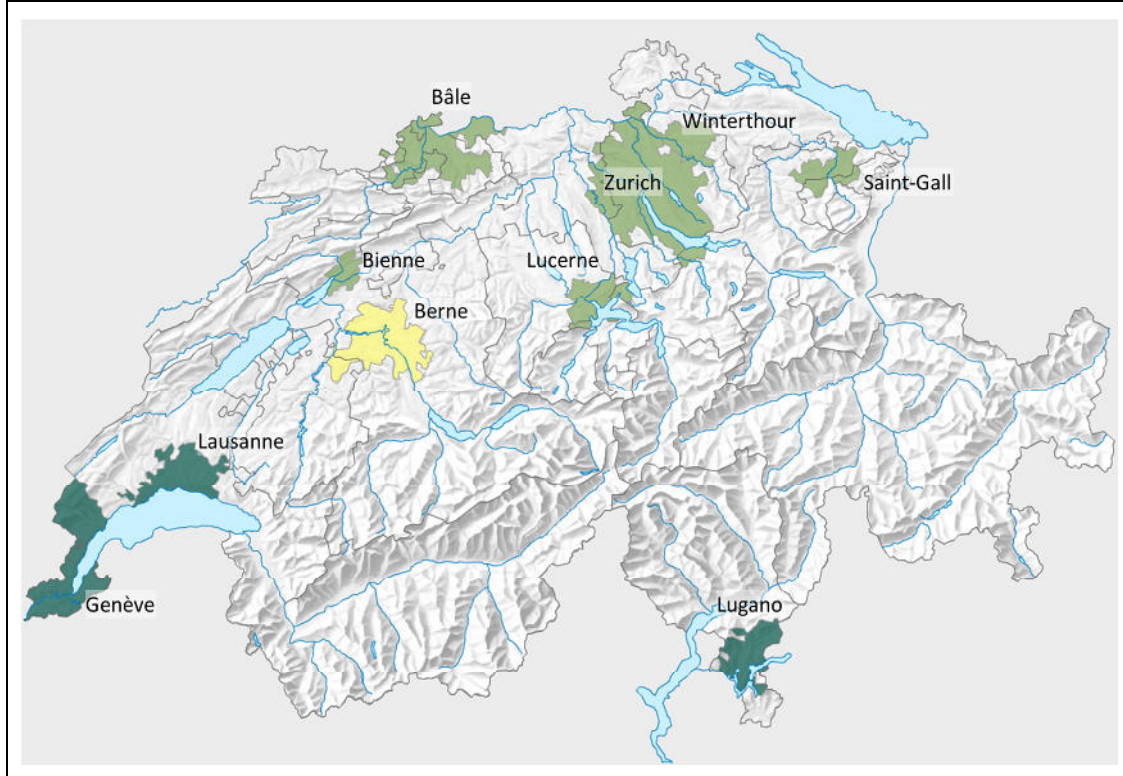 Bâle
Winterthour
Zurich
Saint-Gall
Bienne
Lucerne
Berne
Lausanne
Genève
Lugano